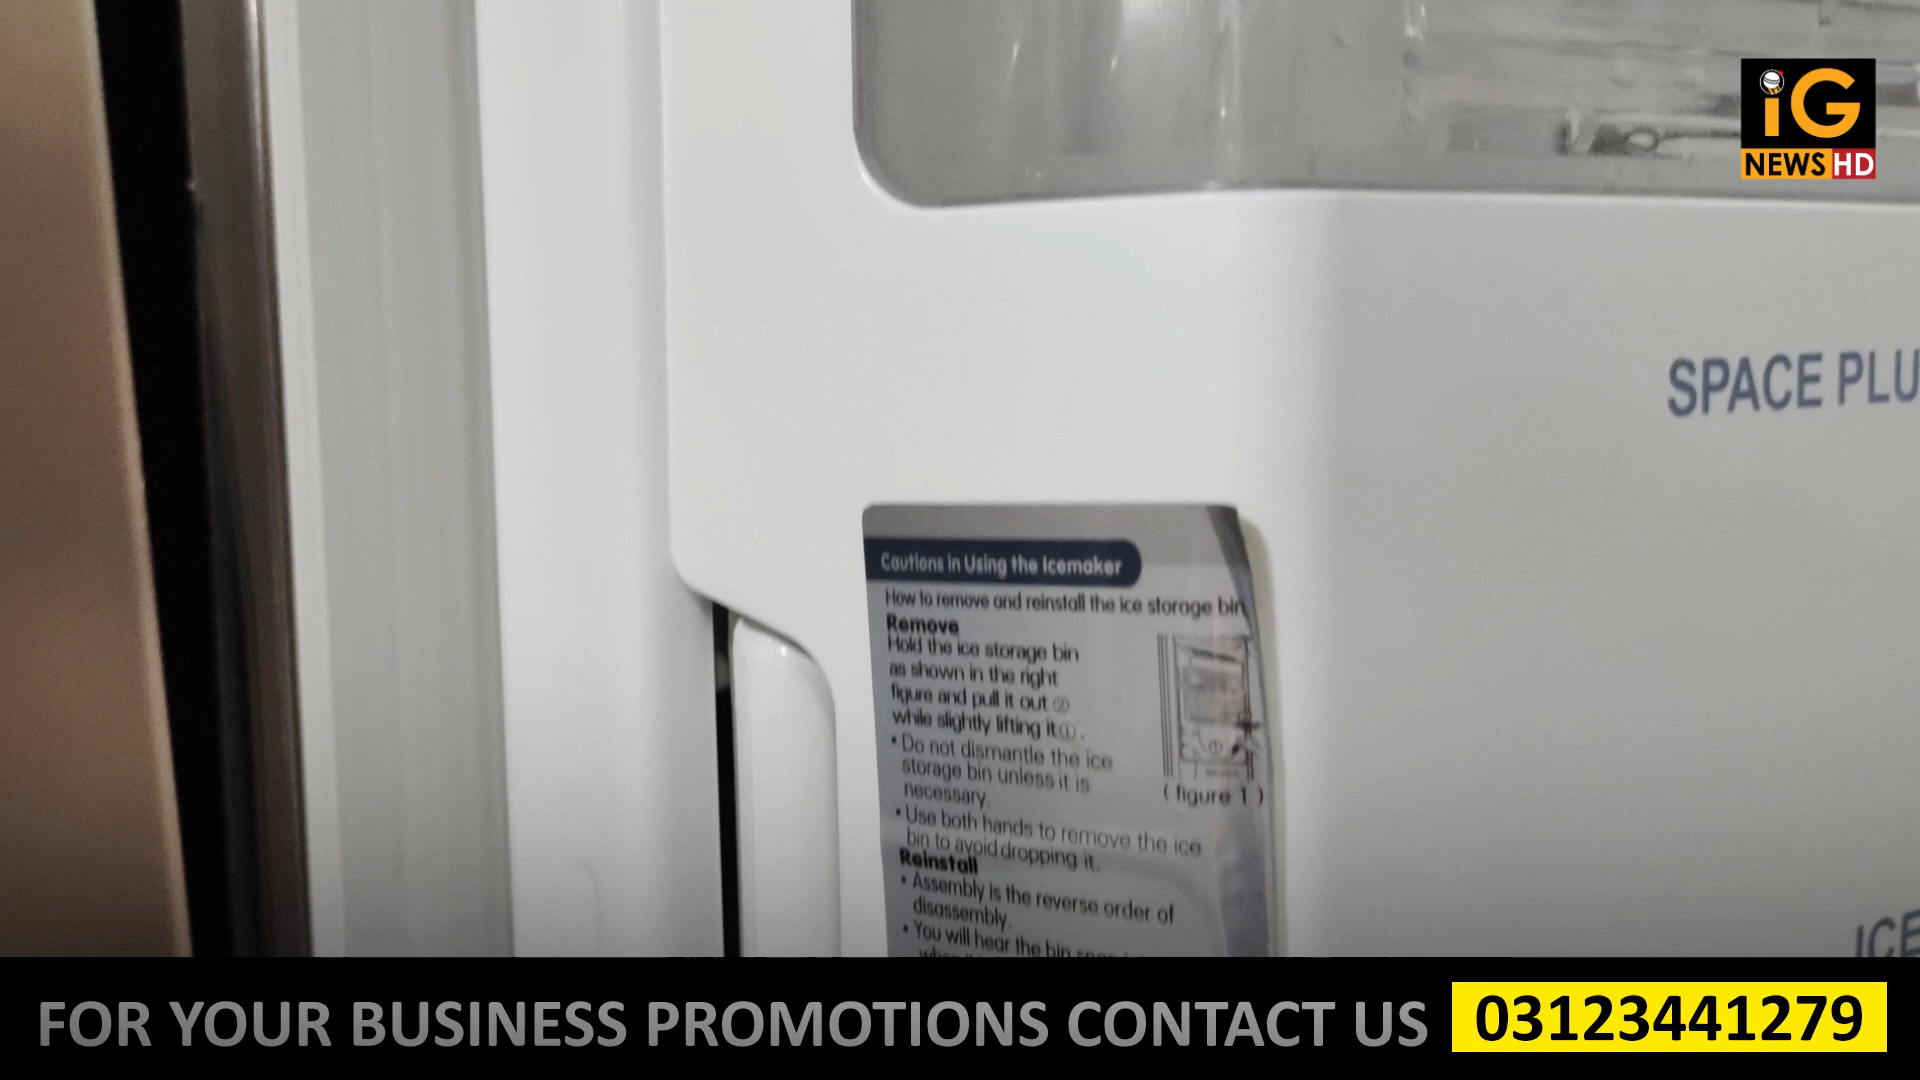 iG
NEWS HD
SPACE PLU
Cautions in Using the Icemaker
How to remove and reinstall the ice storage bin
Remove
Hold the ice storage bin
as shown in the right
figure and pull it out ②
while slightly lifting it ①.
• Do not dismantle the ice
storage bin unless it is
necessary.
( figure 1 )
• Use both hands to remove the ice
bin to avoid dropping it.
Reinstall
• Assembly is the reverse order of
disassembly.
• You will hear the bin
ICE
FOR YOUR BUSINESS PROMOTIONS CONTACT US 03123441279